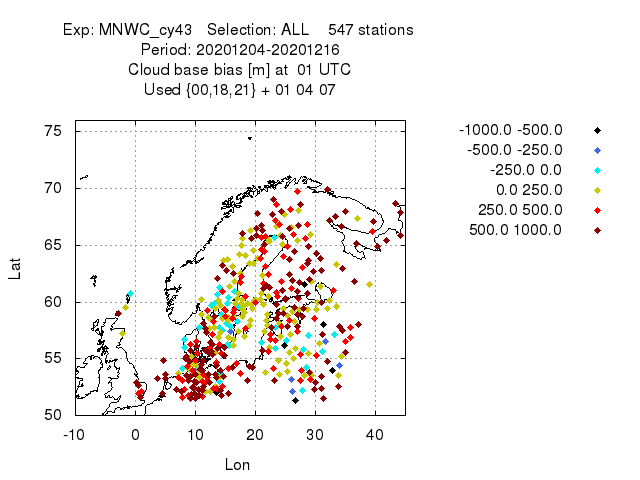 Exp: MNWC_cy43 Selection: ALL 547 stations
Period: 20201204-20201216
Cloud base bias [m] at 01 UTC
Used {00,18,21} + 01 04 07
-1000.0 -500.0
-500.0 -250.0
-250.0 0.0
0.0 250.0
250.0 500.0
500.0 1000.0
75
70
65
60
55
50
Lat
-10 0 10 20 30 40
Lon